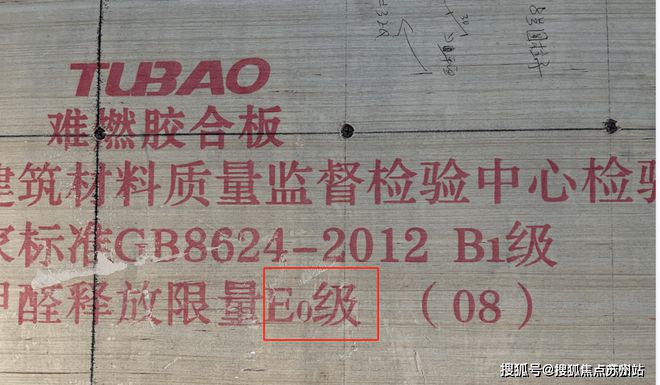 TUBAO
难燃胶合板
建筑材料质量监督检验中心检验
家标准GB8624-2012 B1级
甲醛释放限量E0级 (08)
搜狐号@搜狐焦点苏州站